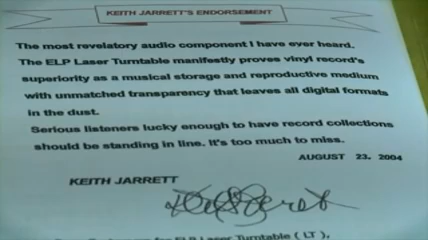 KEITH JARRETT'S ENDORSEMENT
The most revelatory audio component I have ever heard.
The ELP Laser Turntable manifestly proves vinyl record's
superiority as a musical storage and reproductive medium
with unmatched transparency that leaves all digital formats
in the dust.
Serious listeners lucky enough to have record collections
should be standing in line. It's too much to miss.
AUGUST 23, 2004
KEITH JARRETT
for ELP Laser Turntable ( LT ),